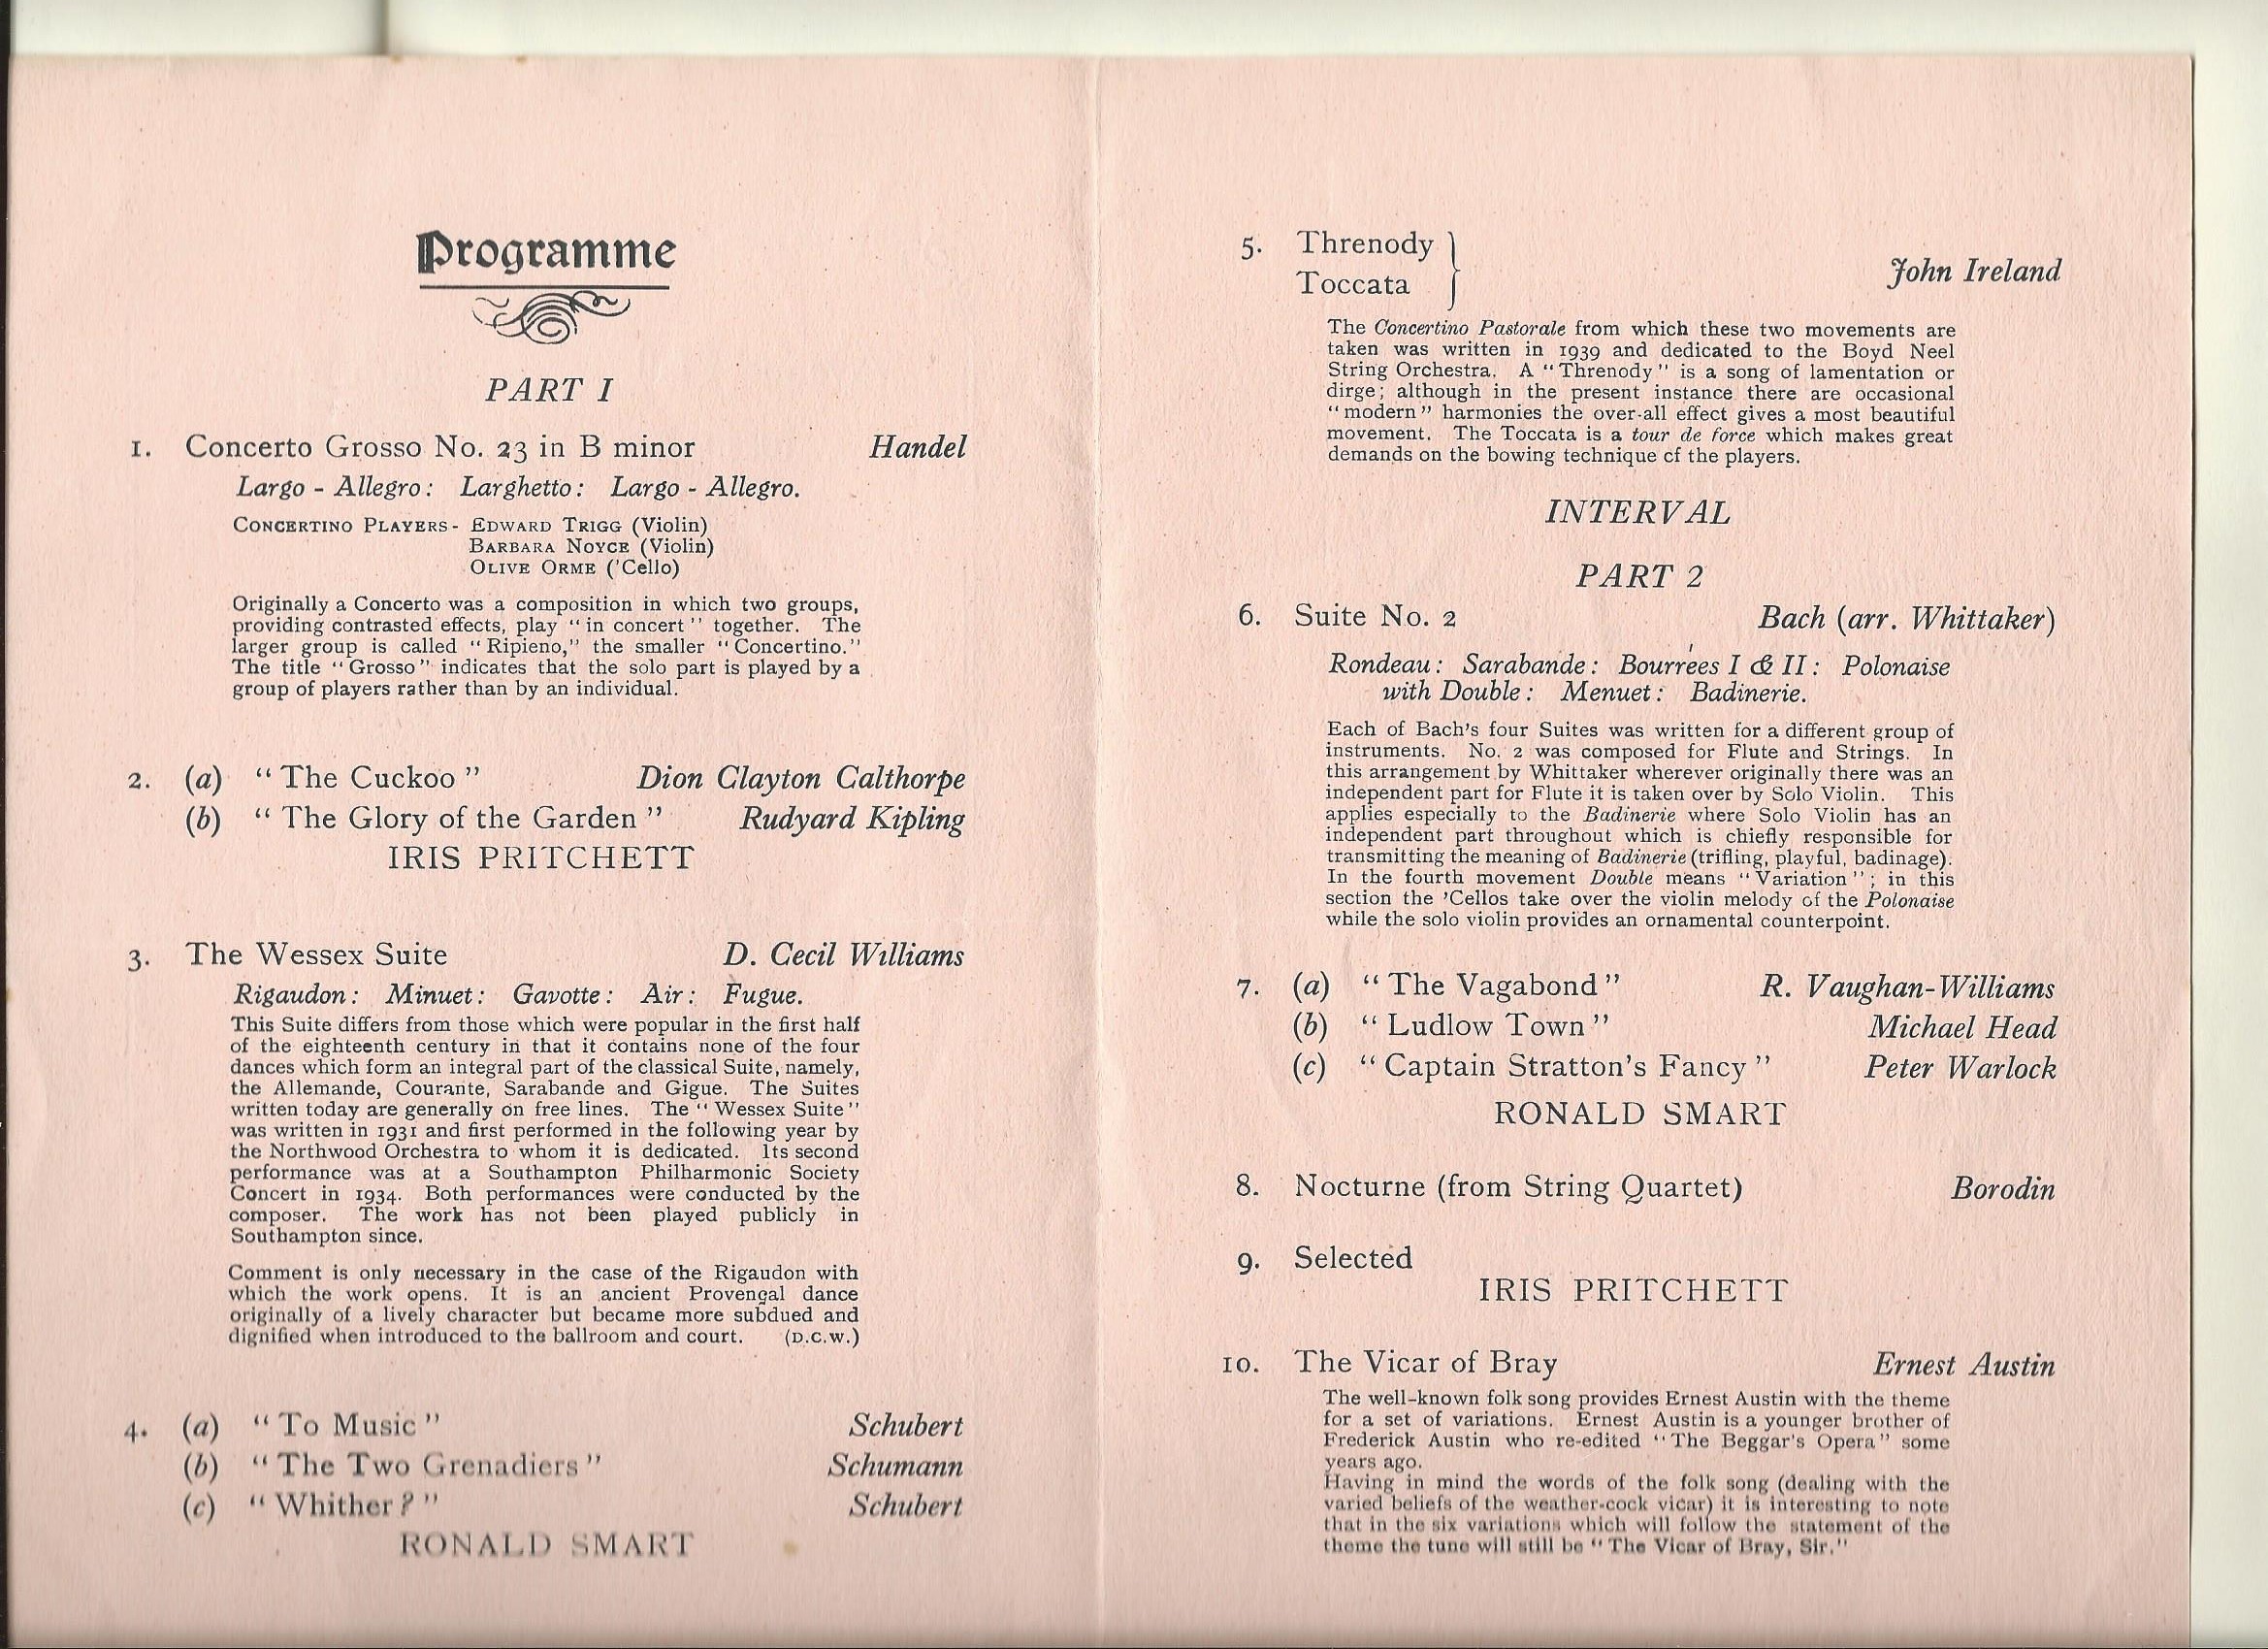 Programme
PART I
1. Concerto Grosso No. 23 in B minor Handel
Largo - Allegro: Larghetto: Largo - Allegro.
CONCERTINO PLAYERS- EDWARD TRIGG (Violin)
BARBARA NOYCE (Violin)
OLIVE ORME ('Cello)
Originally a Concerto was a composition in which two groups,
providing contrasted effects, play "in concert" together. The
larger group is called "Ripieno," the smaller "Concertino."
The title "Grosso" indicates that the solo part is played by a
group of players rather than by an individual.
2. (a) "The Cuckoo" Dion Clayton Calthorpe
(b) "The Glory of the Garden" Rudyard Kipling
IRIS PRITCHETT
3. The Wessex Suite D. Cecil Williams
Rigaudon: Minuet: Gavotte: Air: Fugue.
This Suite differs from those which were popular in the first half
of the eighteenth century in that it contains none of the four
dances which form an integral part of the classical Suite, namely,
the Allemande, Courante, Sarabande and Gigue. The Suites
written today are generally on free lines. The "Wessex Suite"
was written in 1931 and first performed in the following year by
the Northwood Orchestra to whom it is dedicated. Its second
performance was at a Southampton Philharmonic Society
Concert in 1934. Both performances were conducted by the
composer. The work has not been played publicly in
Southampton since.
Comment is only necessary in the case of the Rigaudon with
which the work opens. It is an ancient Provençal dance
originally of a lively character but became more subdued and
dignified when introduced to the ballroom and court. (D.C.W.)
4. (a) "To Music" Schubert
(b) "The Two Grenadiers" Schumann
(c) "Whither?" Schubert
RONALD SMART
5. Threnody
Toccata } John Ireland
The Concertino Pastorale from which these two movements are
taken was written in 1939 and dedicated to the Boyd Neel
String Orchestra. A "Threnody" is a song of lamentation or
dirge; although in the present instance there are occasional
"modern" harmonies the over-all effect gives a most beautiful
movement. The Toccata is a tour de force which makes great
demands on the bowing technique of the players.
INTERVAL
PART 2
6. Suite No. 2 Bach (arr. Whittaker)
Rondeau: Sarabande: Bourrées I & II: Polonaise
with Double: Menuet: Badinerie.
Each of Bach's four Suites was written for a different group of
instruments. No. 2 was composed for Flute and Strings. In
this arrangement by Whittaker wherever originally there was an
independent part for Flute it is taken over by Solo Violin. This
applies especially to the Badinerie where Solo Violin has an
independent part throughout which is chiefly responsible for
transmitting the meaning of Badinerie (trifling, playful, badinage).
In the fourth movement Double means "Variation"; in this
section the 'Cellos take over the violin melody of the Polonaise
while the solo violin provides an ornamental counterpoint.
7. (a) "The Vagabond" R. Vaughan-Williams
(b) "Ludlow Town" Michael Head
(c) "Captain Stratton's Fancy" Peter Warlock
RONALD SMART
8. Nocturne (from String Quartet) Borodin
9. Selected
IRIS PRITCHETT
10. The Vicar of Bray Ernest Austin
The well-known folk song provides Ernest Austin with the theme
for a set of variations. Ernest Austin is a younger brother of
Frederick Austin who re-edited "The Beggar's Opera" some
years ago.
Having in mind the words of the folk song (dealing with the
varied beliefs of the weather-cock vicar) it is interesting to note
that in the six variations which will follow the statement of the
theme the tune will still be "The Vicar of Bray, Sir."